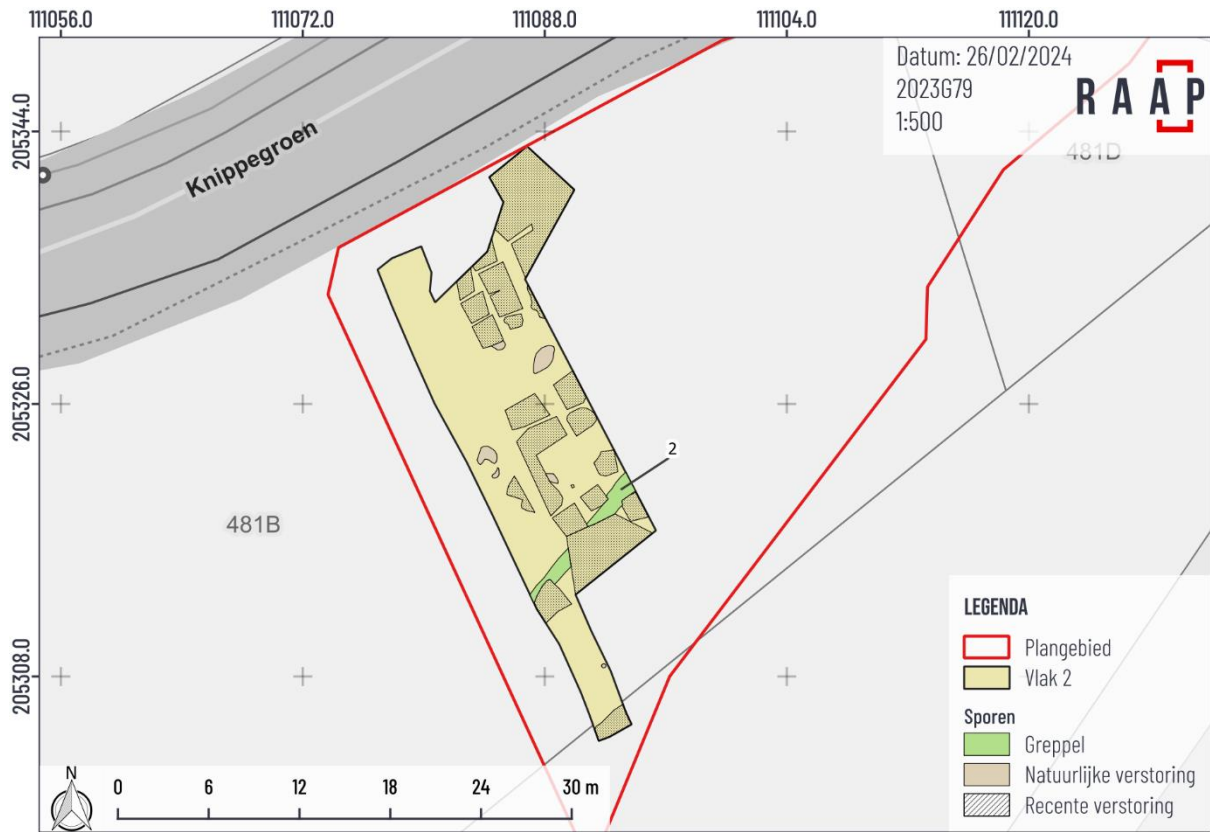 111056.0 111072.0 111088.0 111104.0 111120.0
Datum: 26/02/2024
2023G79
1:500
RAAP
205344.0
Knippegroen
481D
205326.0
2
481B
205308.0
LEGENDA
Plangebied
Vlak 2
Sporen
Greppel
Natuurlijke verstoring
Recente verstoring
N
0 6 12 18 24 30 m